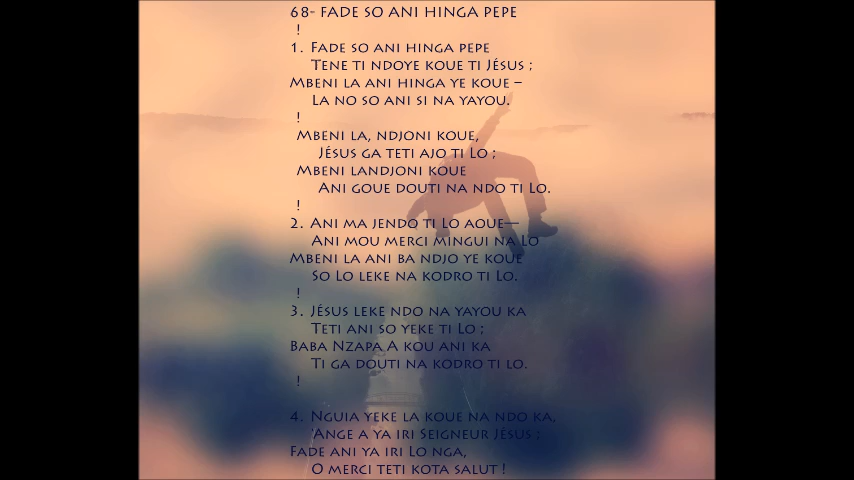 68- FADE SO ANI HINGA PEPE
!
1. FADE SO ANI HINGA PEPE
TENE TI NDOYE KOUE TI JÉSUS ;
MBENI LA ANI HINGA YE KOUE –
LA NO SO ANI SI NA YAYOU.
!
MBENI LA, NDJONI KOUE,
JÉSUS GA TETI AJO TI LO ;
MBENI LANDJONI KOUE
ANI GOUE DOUTI NA NDO TI LO.
!
2. ANI MA JENDO TI LO AOUE—
ANI MOU MERCI MINGUI NA LO
MBENI LA ANI BA NDJO YE KOUE
SO LO LEKE NA KODRO TI LO.
!
3. JÉSUS LEKE NDO NA YAYOU KA
TETI ANI SO YEKE TI LO ;
BABA NZAPA A KOU ANI KA
TI GA DOUTI NA KODRO TI LO.
!
4. NGUIA YEKE LA KOUE NA NDO KA,
'ANGE A YA IRI SEIGNEUR JÉSUS ;
FADE ANI YA IRI LO NGA,
O MERCI TETI KOTA SALUT !